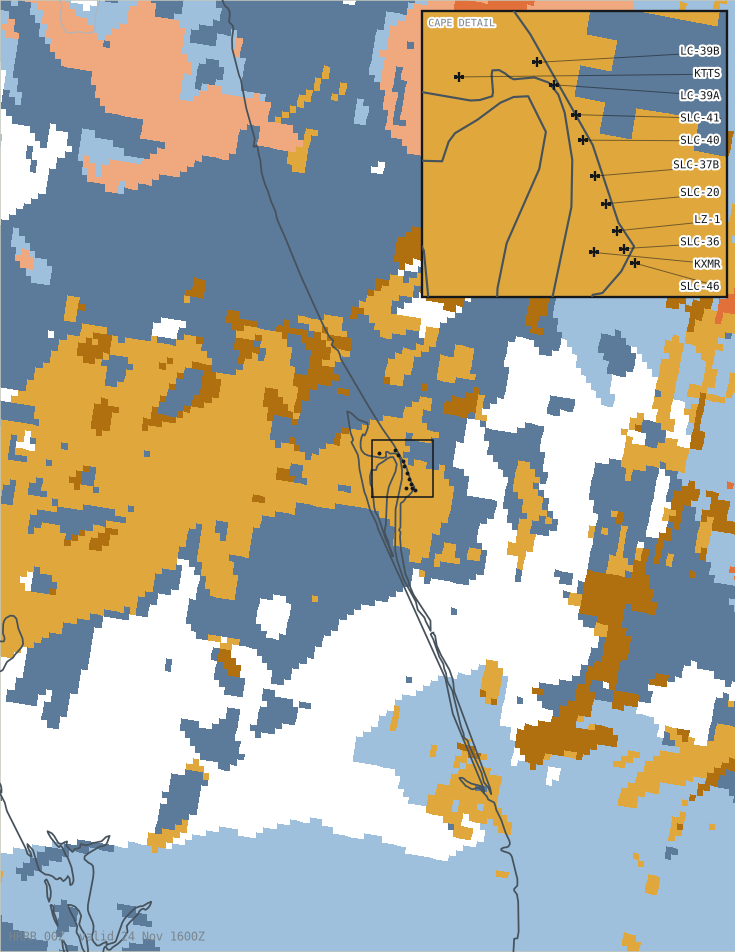 CAPE DETAIL
LC-39B
KTTS
LC-39A
SLC-41
SLC-40
SLC-37B
SLC-20
LZ-1
SLC-36
KXMR
SLC-46
valid 24 Nov 1600Z